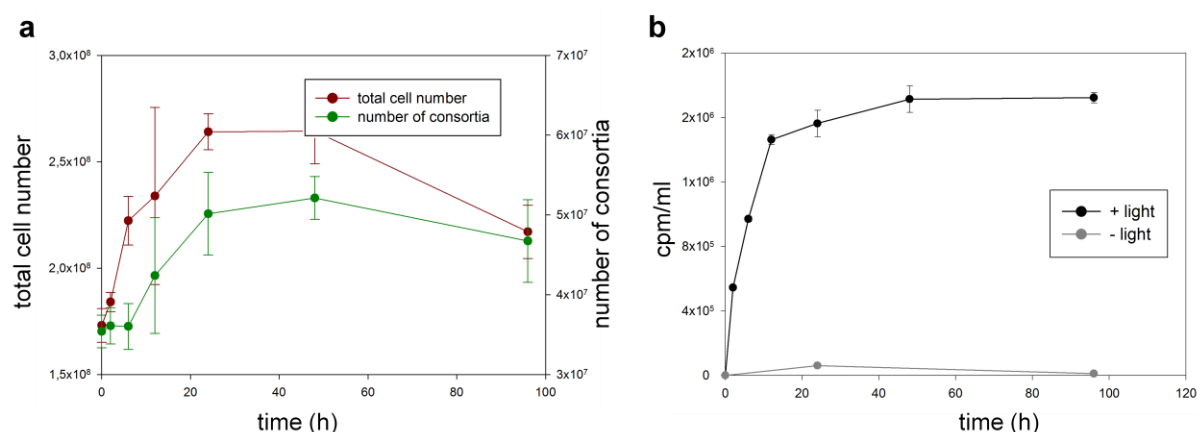 a
3,0x10⁸
2,5x10⁸
2,0x10⁸
1,5x10⁸
total cell number
total cell number
number of consortia
7x10⁷
6x10⁷
5x10⁷
4x10⁷
3x10⁷
number of consortia
0
20
40
60
80
100
time (h)
b
2x10⁶
2x10⁶
1x10⁶
8x10⁵
4x10⁵
0
cpm/ml
+ light
- light
0
20
40
60
80
100
120
time (h)